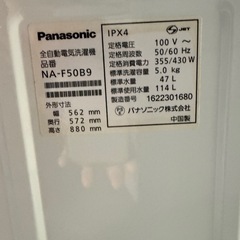 Panasonic
全自動電気洗濯機
品番
NA-F50B9
外形寸法
幅 562 mm
奥行 572 mm
高さ 880 mm
IPX4
JET
定格電圧 100 V～
定格周波数 50/60 Hz
定格消費電力 355/430 W
標準洗濯容量 5.0 kg
標準水量 47 L
標準使用水量 114 L
製造番号 1622301680
パナソニック株式会社
中国製